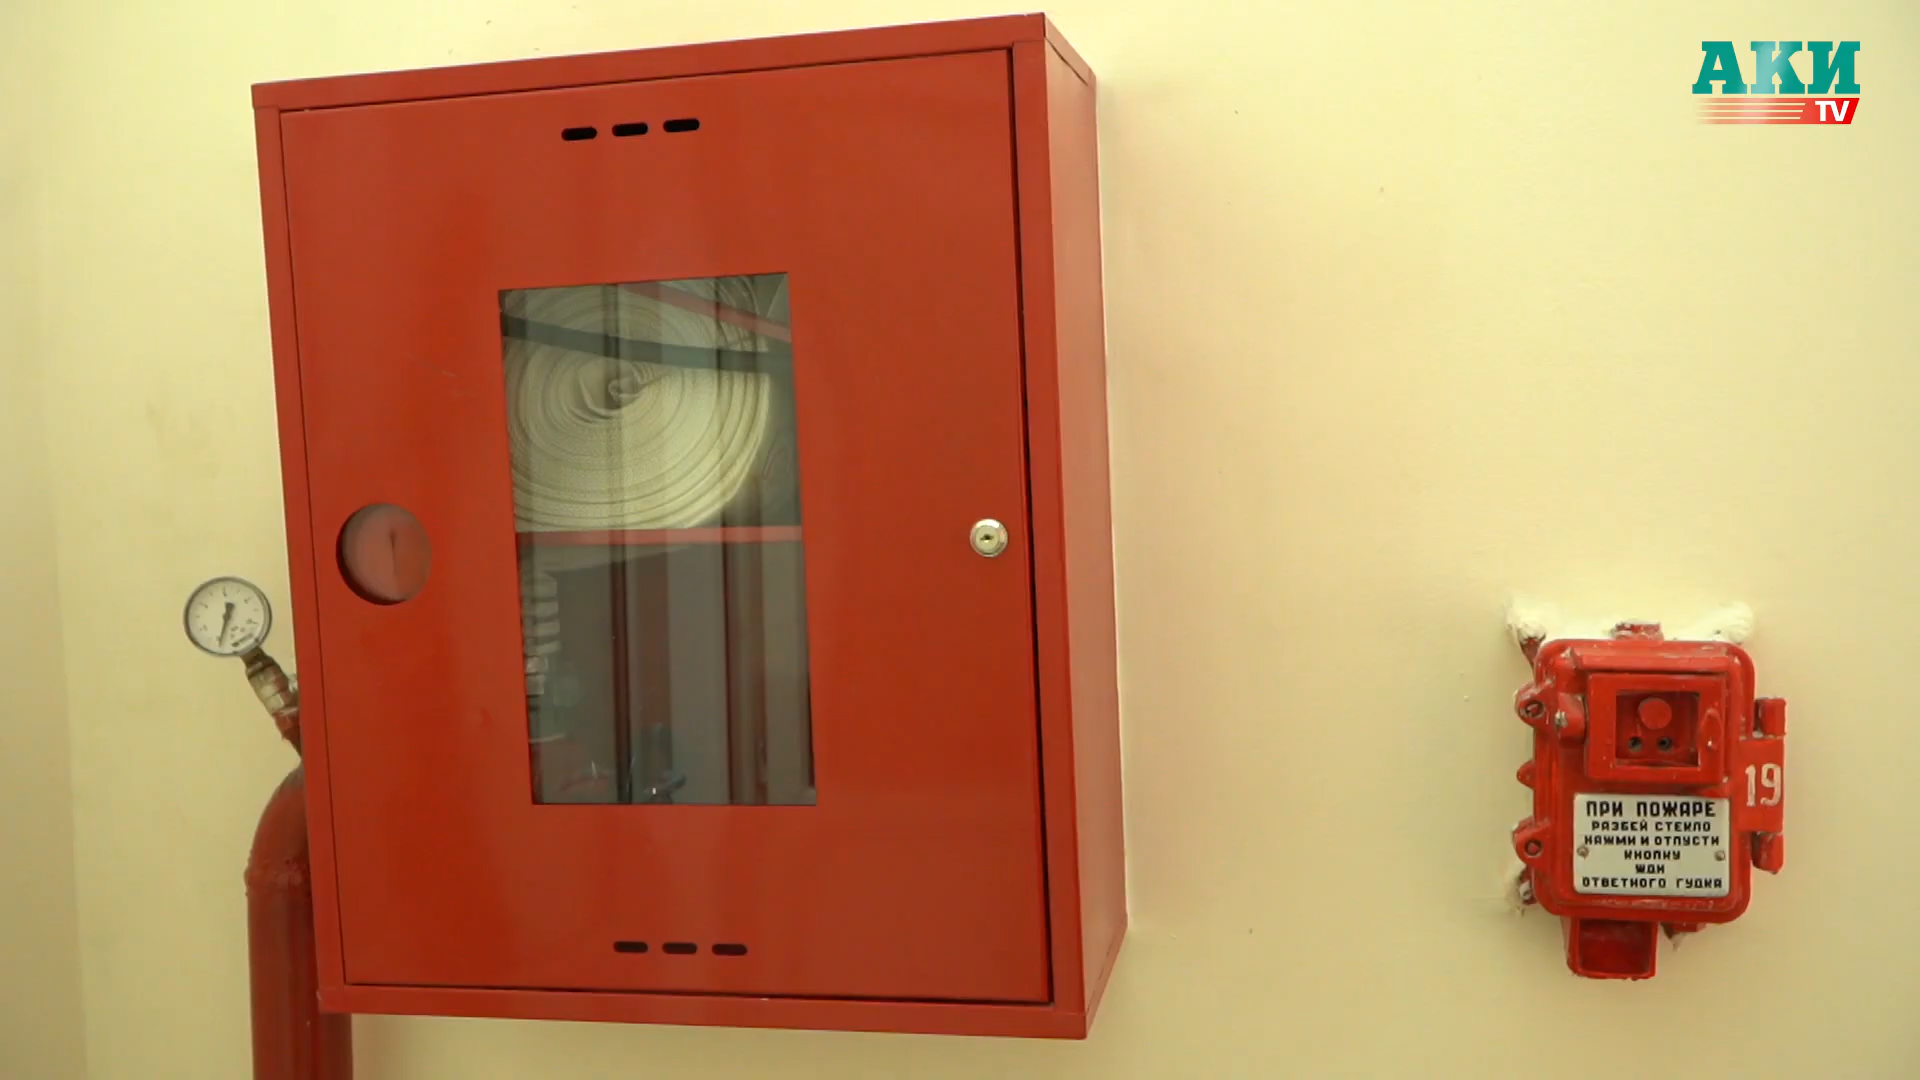 АКИ
TV
19
ПРИ ПОЖАРЕ
РАЗБЕЙ СТЕКЛО
НАЖМИ И ОТПУСТИ
КНОПКУ
ЖДИ
ОТВЕТНОГО ГУДКА